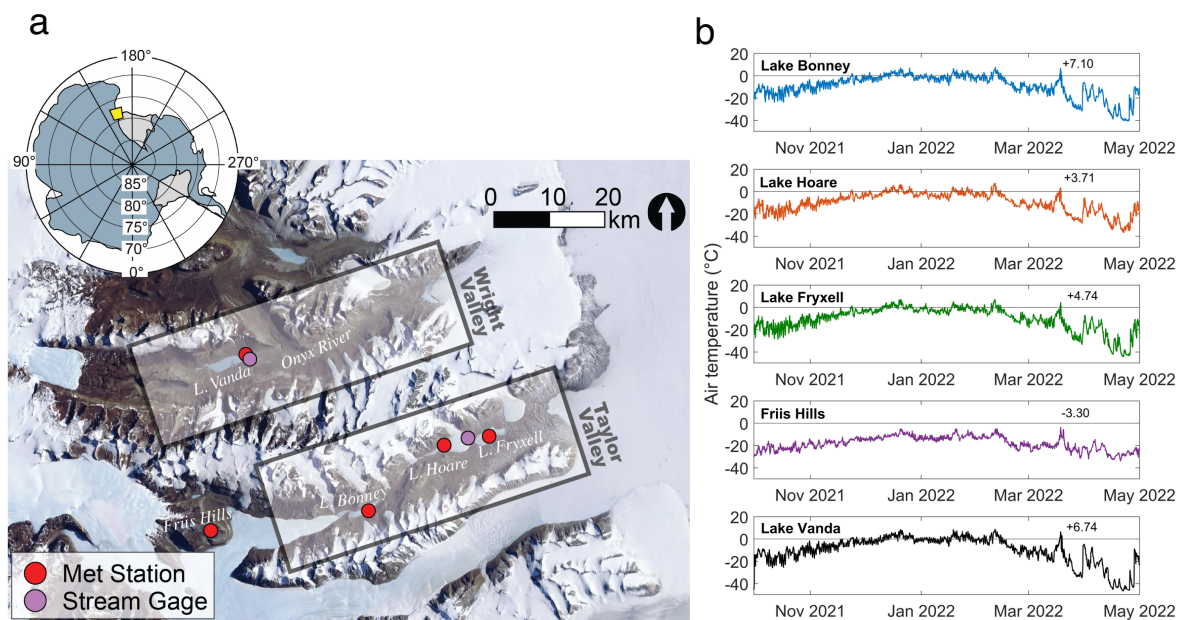 a
180°
90°
270°
85°
80°
75°
70°
0°
0 10 20
km
Wright
Valley
Onyx River
L. Vanda
Taylor
Valley
L. Fryxell
L. Hoare
L. Bonney
Friis Hills
Met Station
Stream Gage
b
Air temperature (°C)
20
0
-20
-40
Lake Bonney
+7.10
Nov 2021 Jan 2022 Mar 2022 May 2022
20
0
-20
-40
Lake Hoare
+3.71
Nov 2021 Jan 2022 Mar 2022 May 2022
20
0
-20
-40
Lake Fryxell
+4.74
Nov 2021 Jan 2022 Mar 2022 May 2022
20
0
-20
-40
Friis Hills
-3.30
Nov 2021 Jan 2022 Mar 2022 May 2022
20
0
-20
-40
Lake Vanda
+6.74
Nov 2021 Jan 2022 Mar 2022 May 2022